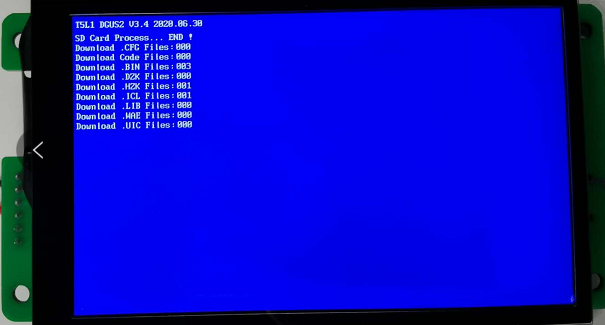 T5L1 DGUS2 V3.4 2020.06.30
SD Card Process... END !
Download .CFG Files:000
Download Code Files:000
Download .BIN Files:003
Download .DZK Files:000
Download .HZK Files:001
Download .ICL Files:001
Download .LIB Files:000
Download .WAE Files:000
Download .UIC Files:000